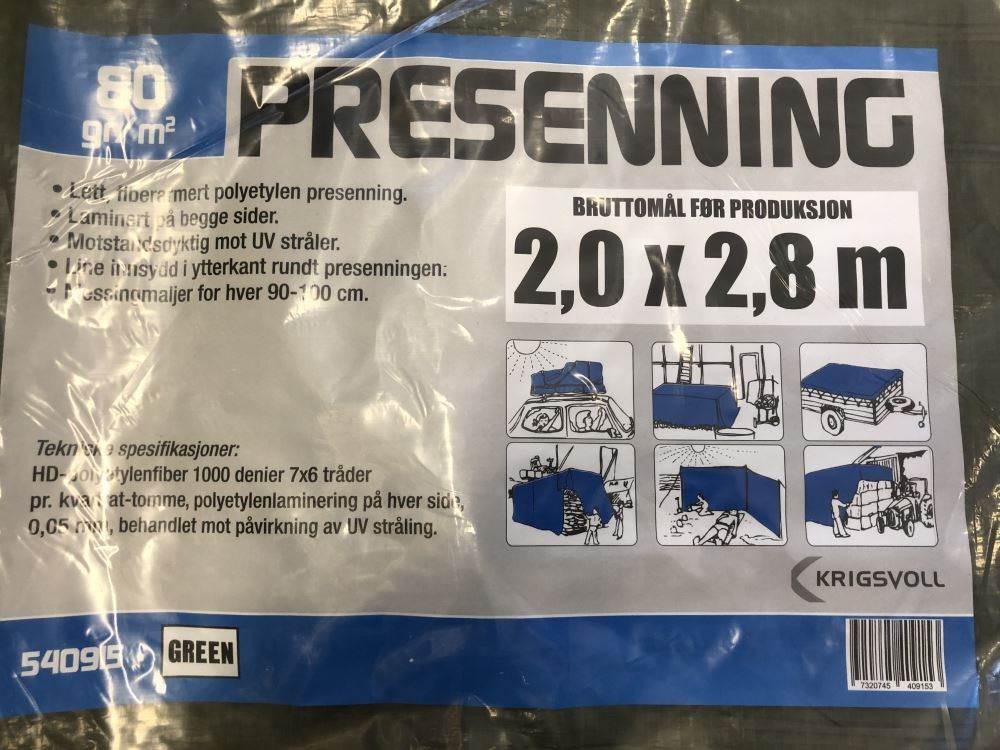 80
gr/m²
PRESENNING
• Lett, fiberarmert polyetylen presenning.
• Laminert på begge sider.
• Motstandsdyktig mot UV stråler.
• Line innsydd i ytterkant rundt presenningen.
• Messingmaljer for hver 90-100 cm.
BRUTTOMÅL FØR PRODUKSJON
2,0 x 2,8 m
Tekniske spesifikasjoner:
HD-polyetylenfiber 1000 denier 7x6 tråder
pr. kvadrat-tomme, polyetylenlaminering på hver side,
0,05 mm, behandlet mot påvirkning av UV stråling.
KRIGSVOLL
540915
GREEN
7320745 409153